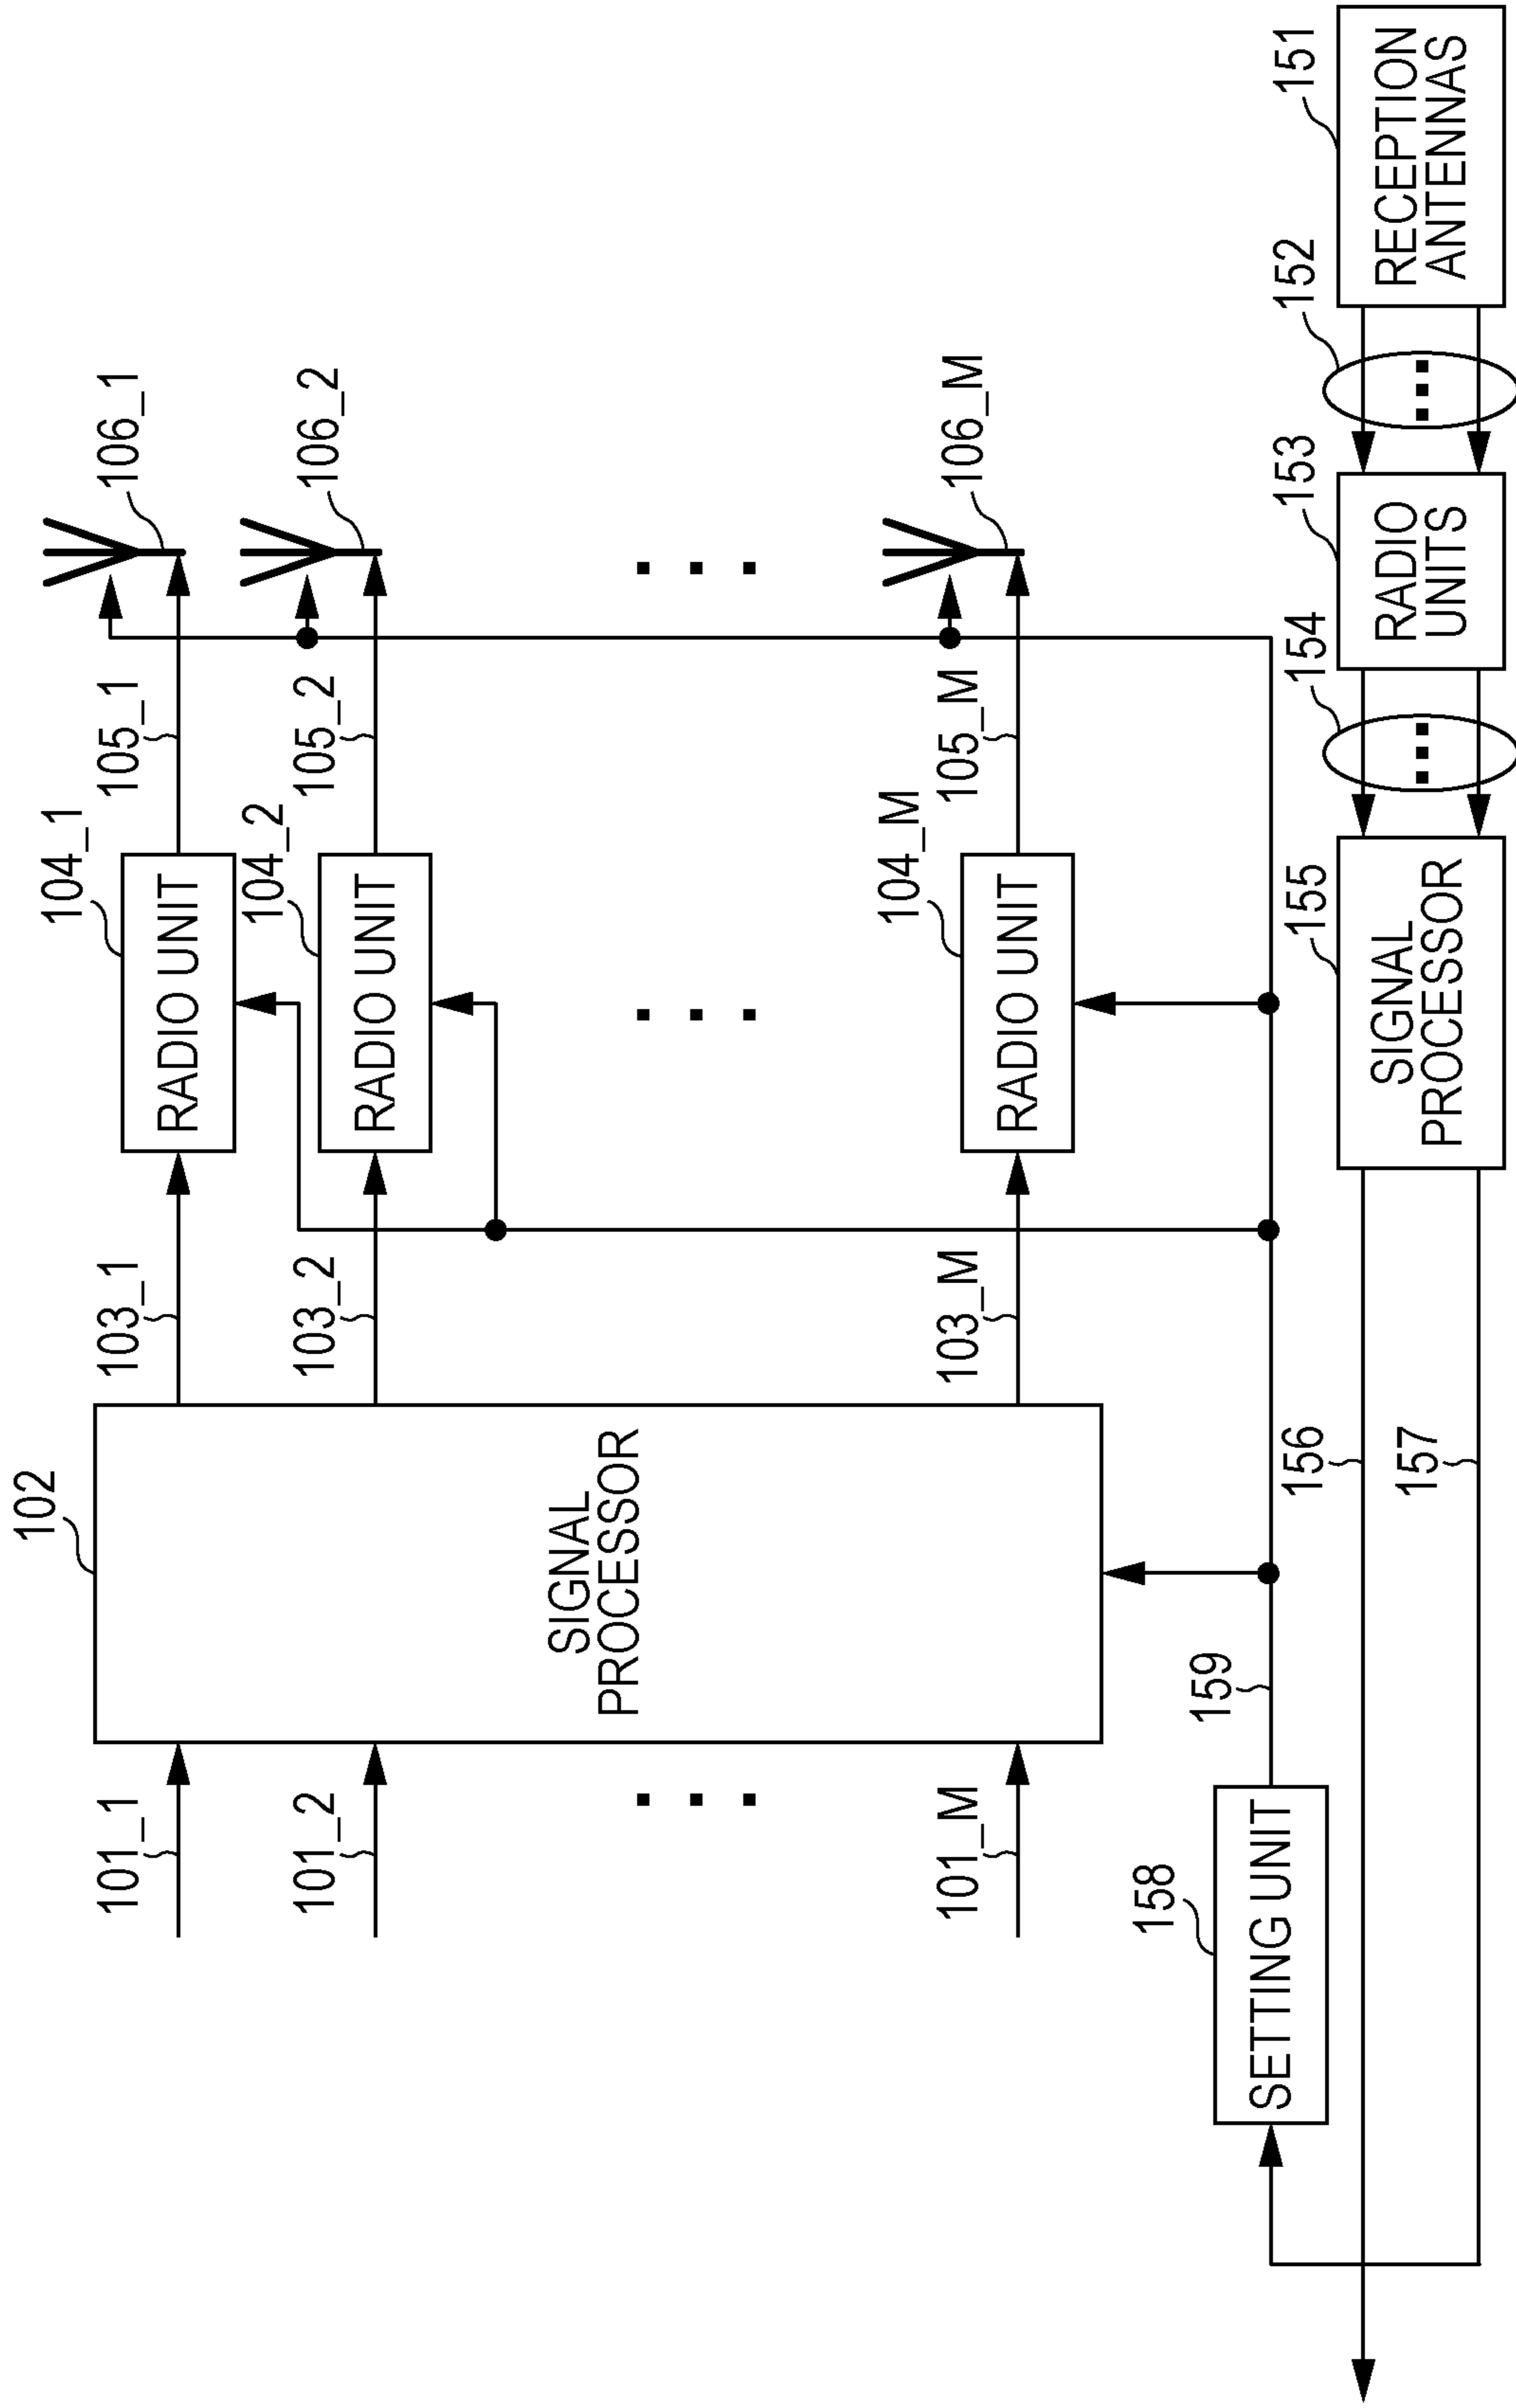 102
101_1
103_1
104_1
RADIO UNIT
105_1
106_1
101_2
103_2
104_2
RADIO UNIT
105_2
106_2
SIGNAL
PROCESSOR
101_M
103_M
104_M
RADIO UNIT
105_M
106_M
158
SETTING UNIT
159
156
157
155
SIGNAL
PROCESSOR
154
153
RADIO
UNITS
152
151
RECEPTION
ANTENNAS